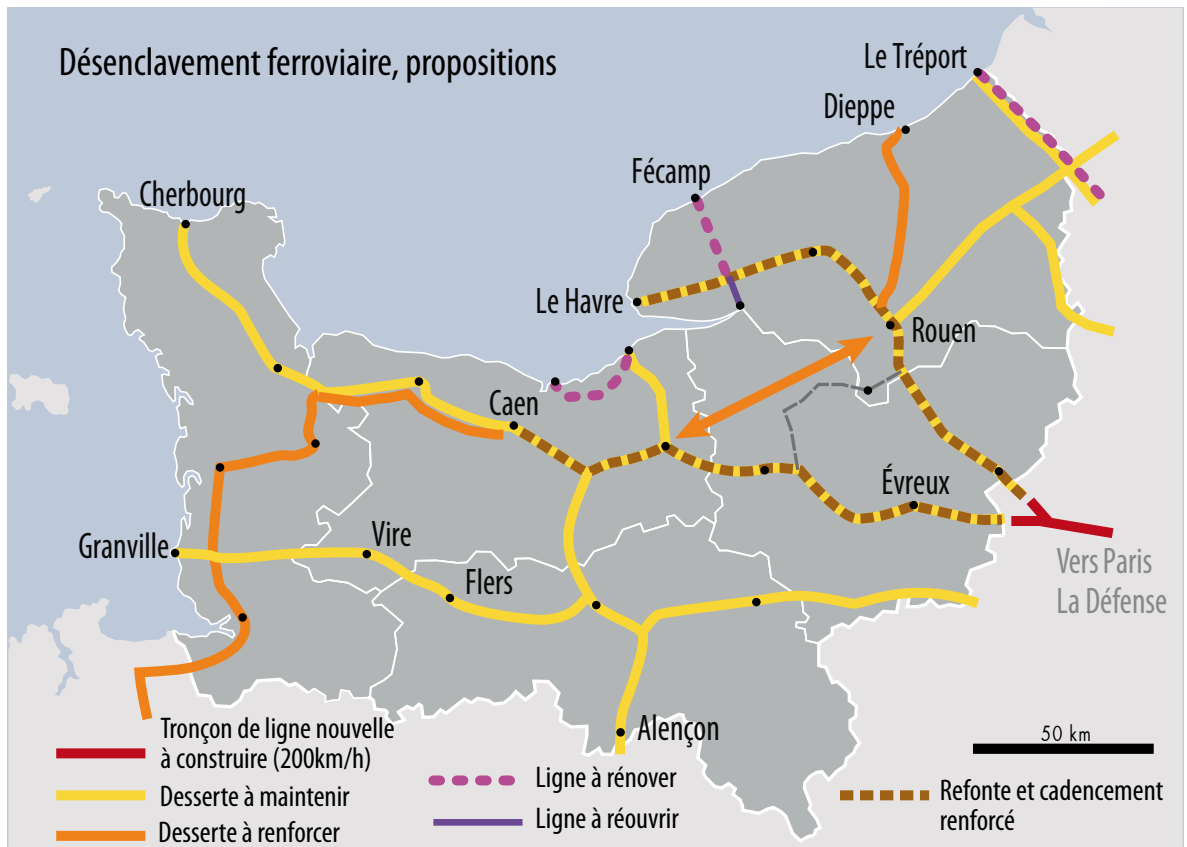 Désenclavement ferroviaire, propositions
Le Tréport
Dieppe
Fécamp
Cherbourg
Le Havre
Rouen
Caen
Évreux
Granville
Vire
Flers
Vers Paris
La Défense
Alençon
50 km
Tronçon de ligne nouvelle
à construire (200km/h)
Desserte à maintenir
Desserte à renforcer
Ligne à rénover
Ligne à réouvrir
Refonte et cadencement
renforcé